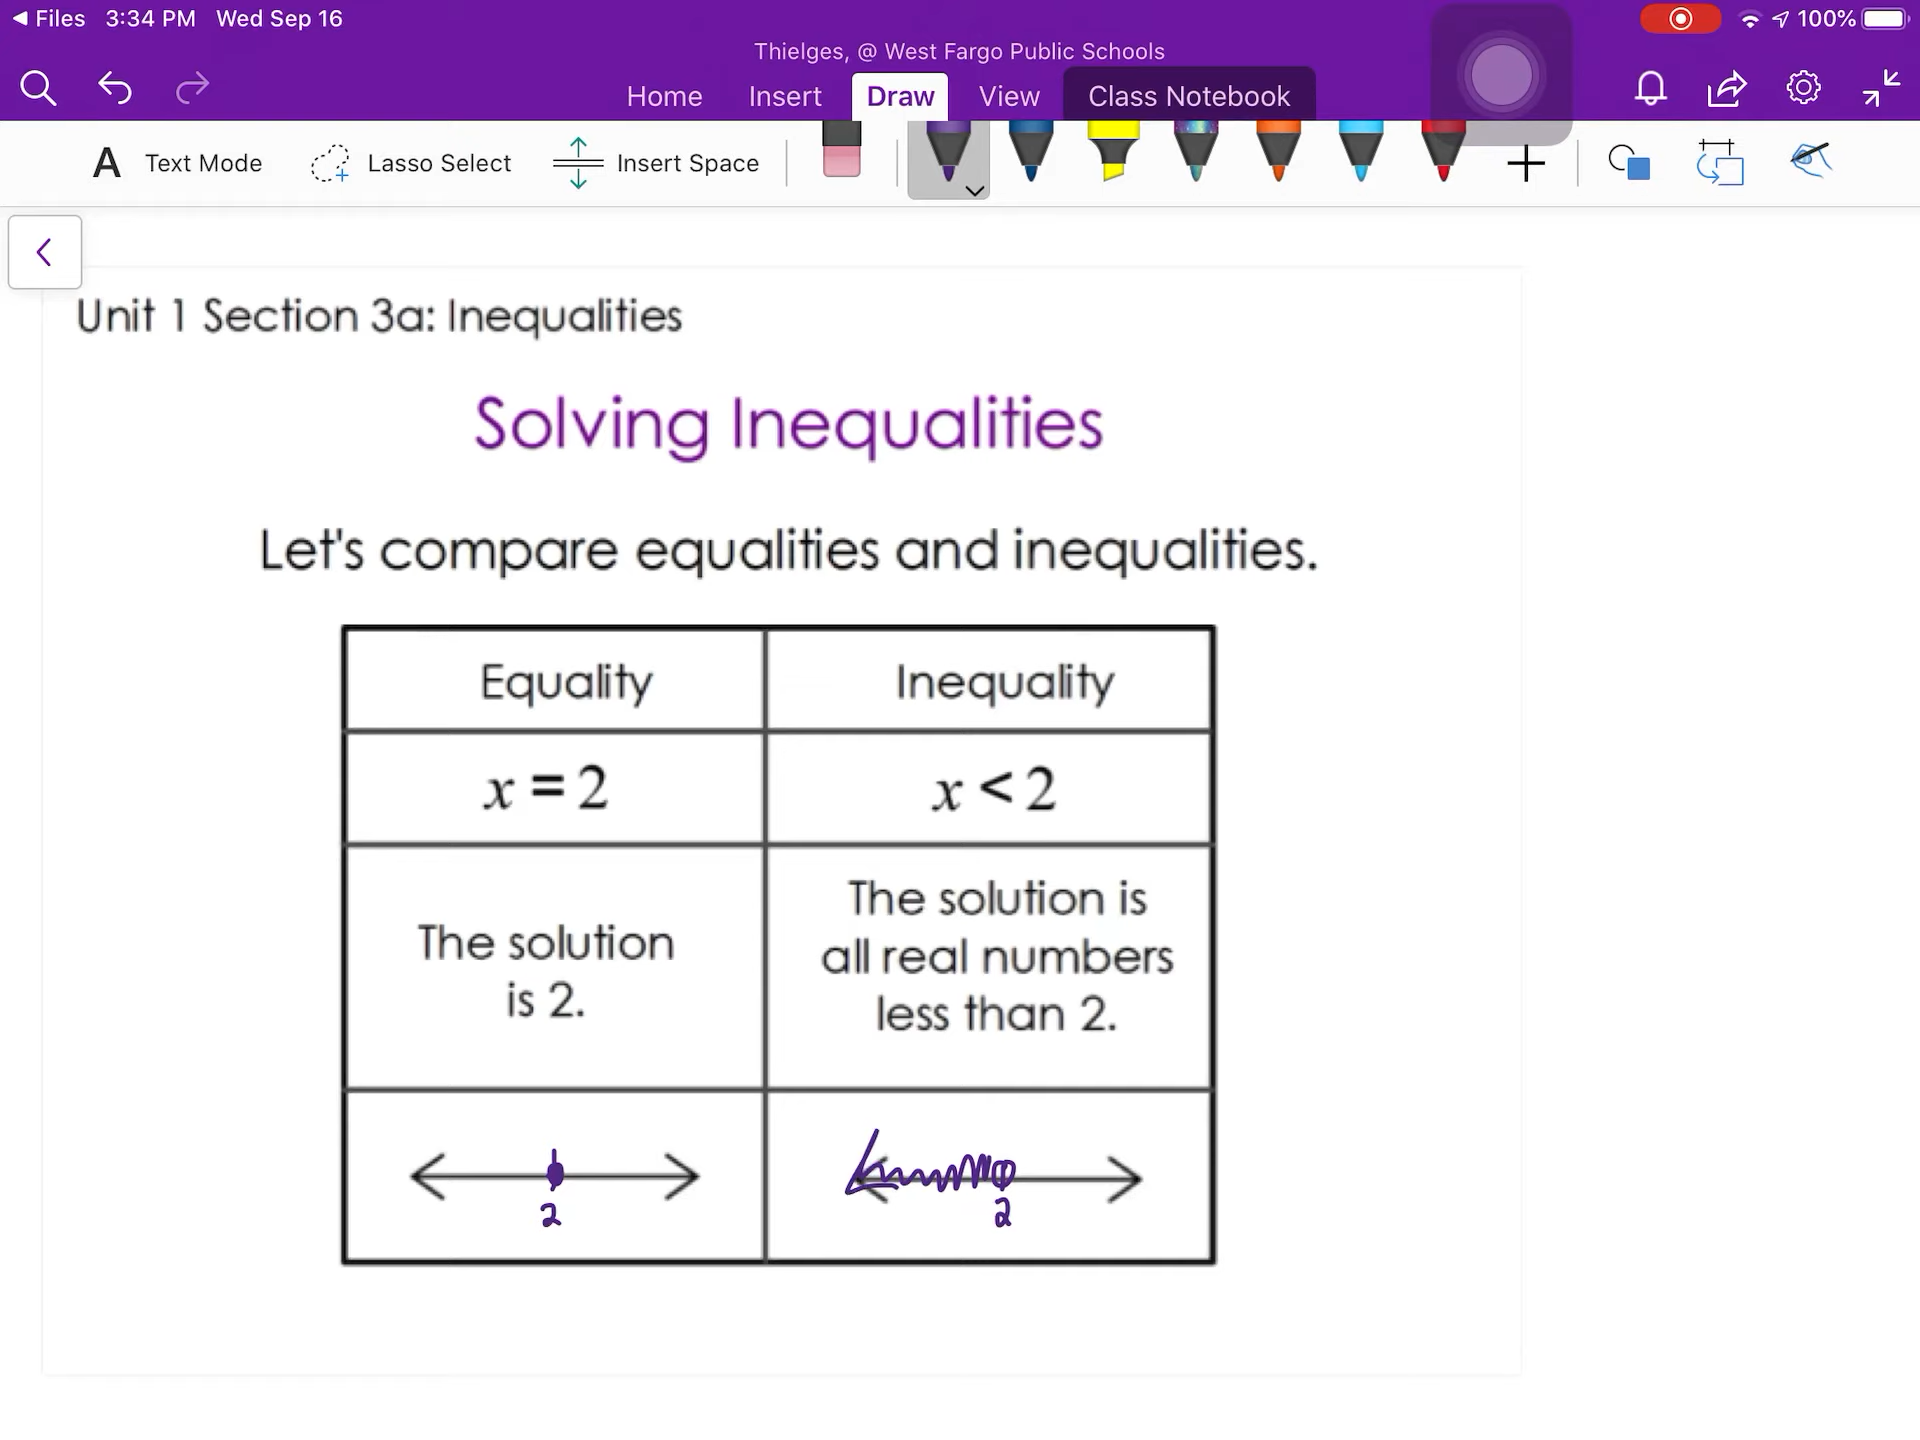 Files 3:34 PM Wed Sep 16
100%
Thielges, @ West Fargo Public Schools
Home Insert Draw View Class Notebook
A Text Mode Lasso Select Insert Space
Unit 1 Section 3a: Inequalities
Solving Inequalities
Let's compare equalities and inequalities.
Equality Inequality
x = 2 x < 2
The solution
is 2.
The solution is
all real numbers
less than 2.
2 2